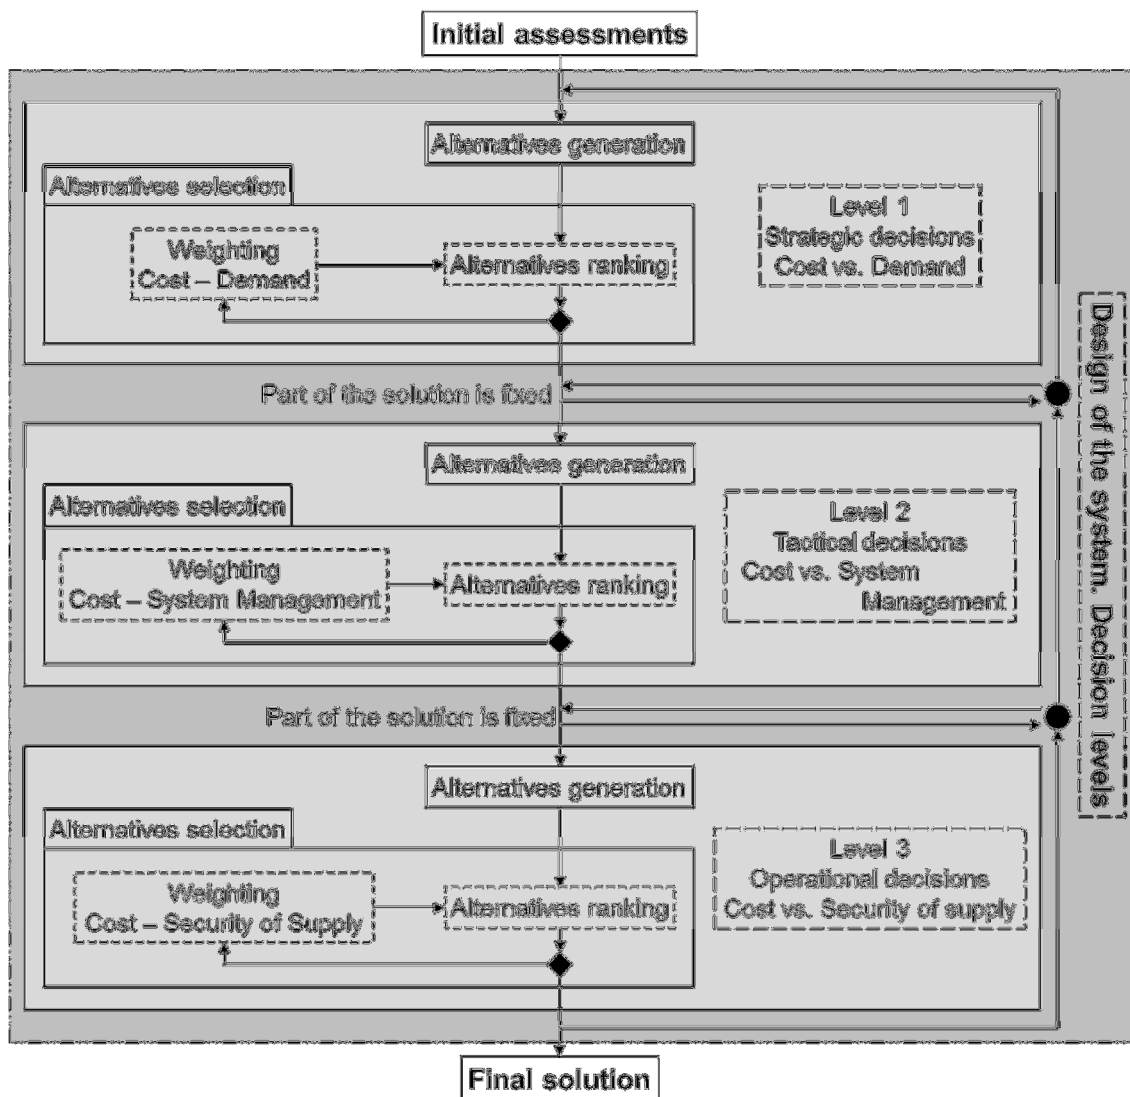 Initial assessments
Alternatives generation
Alternatives selection
Weighting
Cost – Demand
Alternatives ranking
Level 1
Strategic decisions
Cost vs. Demand
Part of the solution is fixed
Alternatives generation
Alternatives selection
Weighting
Cost – System Management
Alternatives ranking
Level 2
Tactical decisions
Cost vs. System
Management
Part of the solution is fixed
Alternatives generation
Alternatives selection
Weighting
Cost – Security of Supply
Alternatives ranking
Level 3
Operational decisions
Cost vs. Security of supply
Design of the system. Decision levels
Final solution